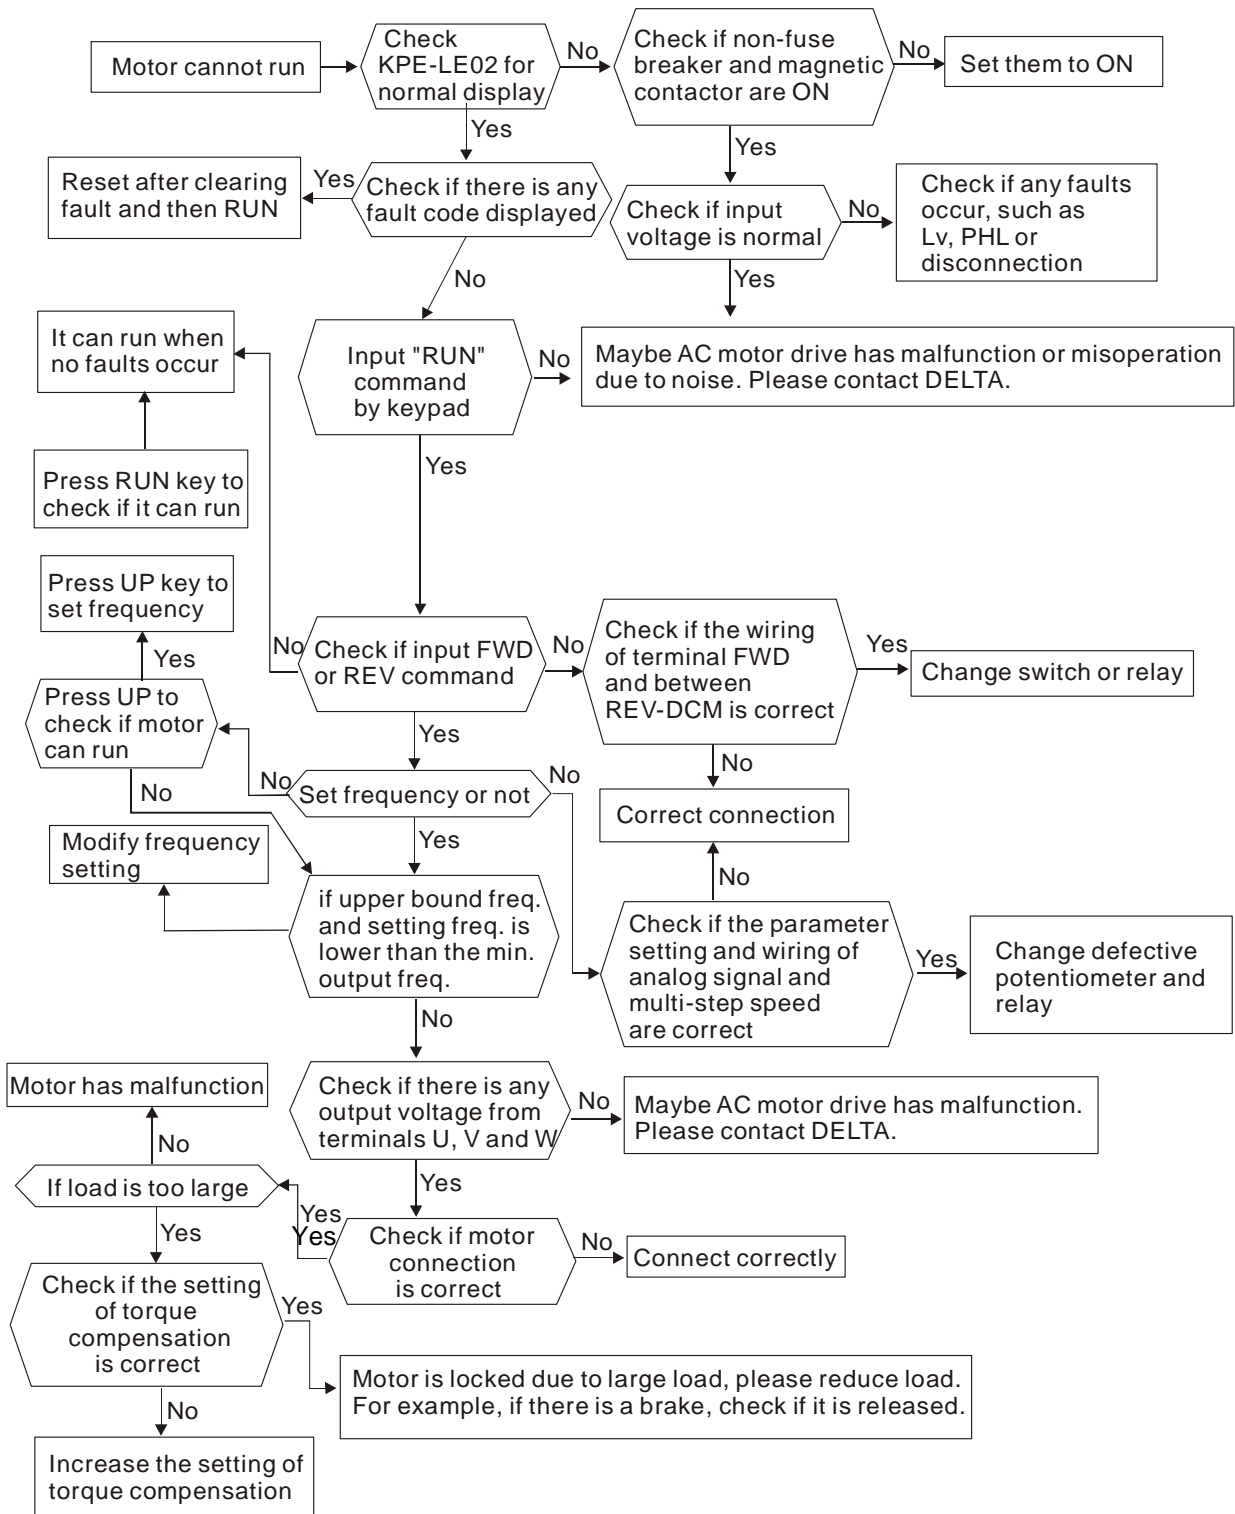 Motor cannot run
Check
KPE-LE02 for
normal display
No
Check if non-fuse
breaker and magnetic
contactor are ON
No
Set them to ON
Yes
Yes
Reset after clearing
fault and then RUN
Yes
Check if there is any
fault code displayed
Check if input
voltage is normal
No
Check if any faults
occur, such as
Lv, PHL or
disconnection
No
Yes
It can run when
no faults occur
Input "RUN"
command
by keypad
No
Maybe AC motor drive has malfunction or misoperation
due to noise. Please contact DELTA.
Yes
Press RUN key to
check if it can run
Press UP key to
set frequency
Yes
No
Check if input FWD
or REV command
No
Check if the wiring
of terminal FWD
and between
REV-DCM is correct
Yes
Change switch or relay
Press UP to
check if motor
can run
Yes
No
No
No
Set frequency or not
No
Correct connection
Yes
No
Modify frequency
setting
if upper bound freq.
and setting freq. is
lower than the min.
output freq.
Check if the parameter
setting and wiring of
analog signal and
multi-step speed
are correct
Yes
Change defective
potentiometer and
relay
No
Motor has malfunction
Check if there is any
output voltage from
terminals U, V and W
No
Maybe AC motor drive has malfunction.
Please contact DELTA.
No
Yes
If load is too large
Yes
Yes
Yes
Check if motor
connection
is correct
No
Connect correctly
Check if the setting
of torque
compensation
is correct
Yes
Motor is locked due to large load, please reduce load.
For example, if there is a brake, check if it is released.
No
Increase the setting of
torque compensation